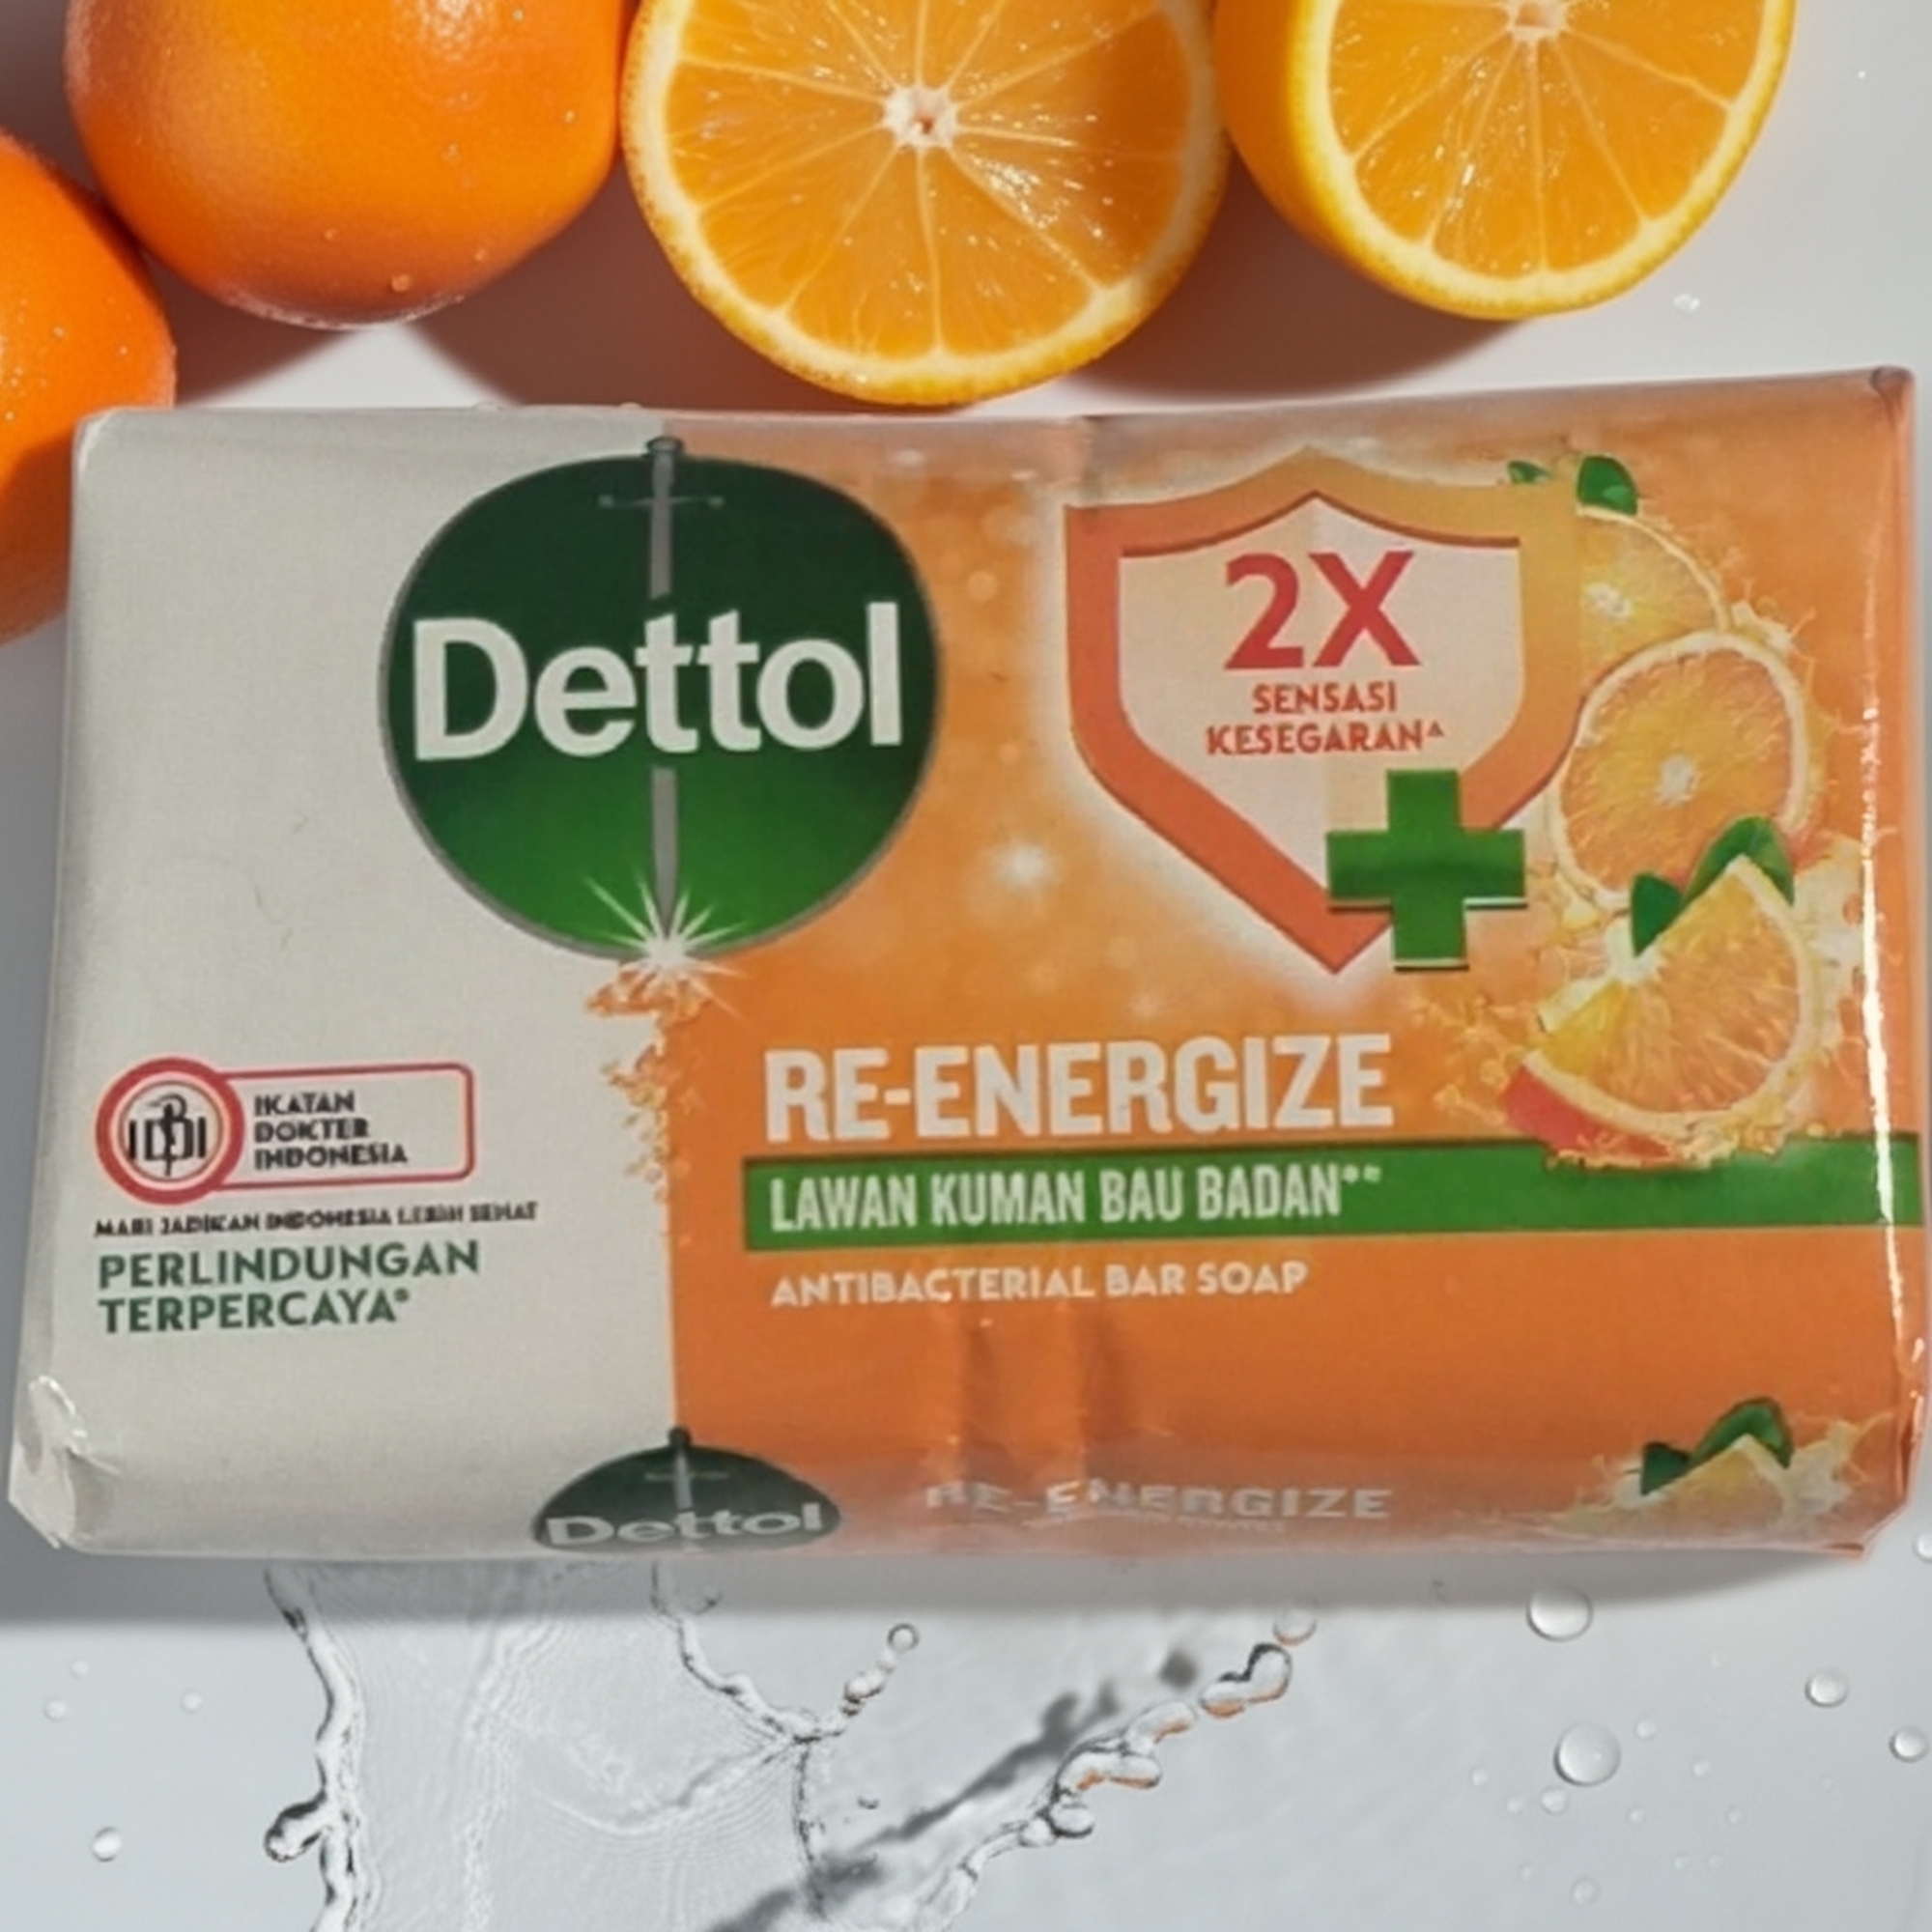 Dettol
2X
SENSASI
KESEGARAN^
IDI
IKATAN
DOKTER
INDONESIA
MARI JADIKAN INDONESIA LEBIH SEHAT
PERLINDUNGAN
TERPERCAYA*
RE-ENERGIZE
LAWAN KUMAN BAU BADAN**
ANTIBACTERIAL BAR SOAP
Dettol
RE-ENERGIZE